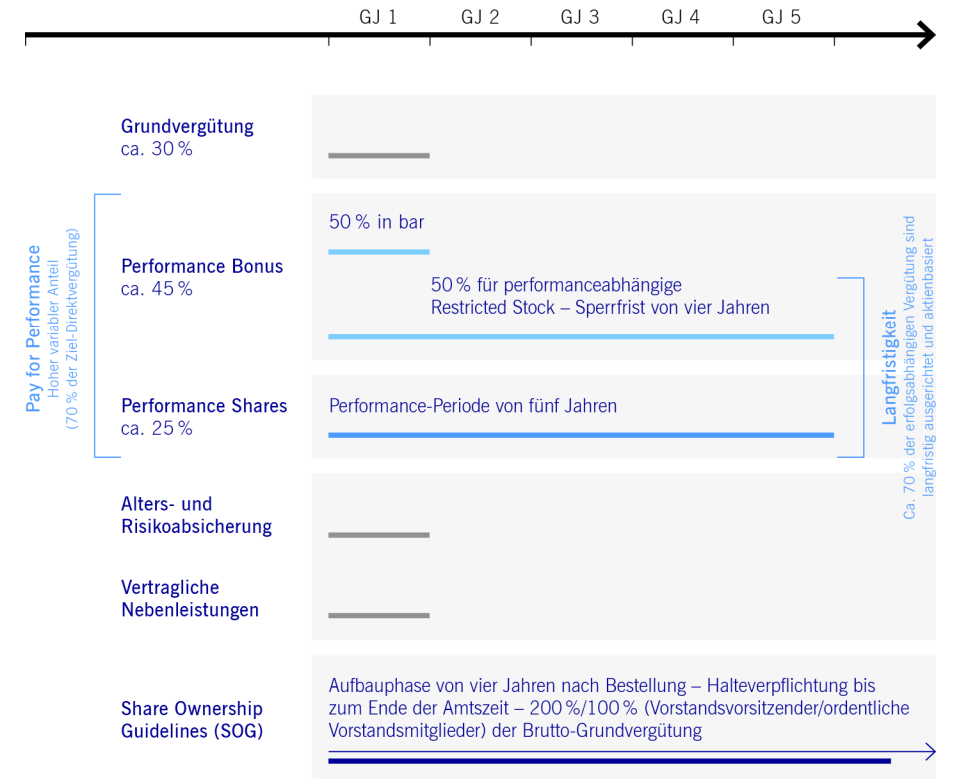 GJ 1 GJ 2 GJ 3 GJ 4 GJ 5
Grundvergütung
ca. 30 %
Pay for Performance
Hoher variabler Anteil
(70 % der Ziel-Direktvergütung)
Performance Bonus
ca. 45 %
50 % in bar
50 % für performanceabhängige
Restricted Stock – Sperrfrist von vier Jahren
Performance Shares
ca. 25 %
Performance-Periode von fünf Jahren
Langfristigkeit
Ca. 70 % der erfolgsabhängigen Vergütung sind
langfristig ausgerichtet und aktienbasiert
Alters- und
Risikoabsicherung
Vertragliche
Nebenleistungen
Share Ownership
Guidelines (SOG)
Aufbauphase von vier Jahren nach Bestellung – Halteverpflichtung bis
zum Ende der Amtszeit – 200 %/100 % (Vorstandsvorsitzender/ordentliche
Vorstandsmitglieder) der Brutto-Grundvergütung